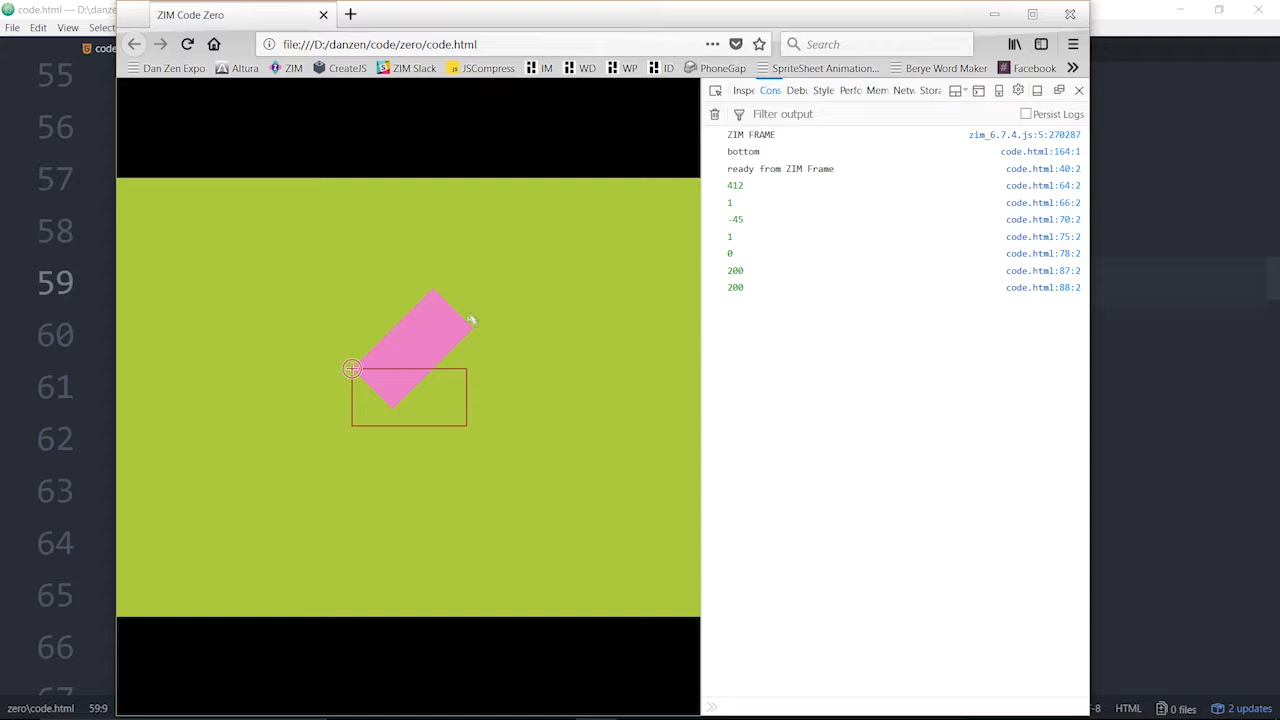 code.html — D:\danzen
File Edit View Select
code
55
56
57
58
59
60
61
62
63
64
65
66
zero\code.html 59:9
ZIM Code Zero
file:///D:/danzen/code/zero/code.html
Search
Dan Zen Expo Altura ZIM CreateJS ZIM Slack JSCompress IM WD WP ID PhoneGap SpriteSheet Animation... Berye Word Maker Facebook
Inspe Cons Debu Style Perfo Mem Netw Stora
Filter output Persist Logs
ZIM FRAME zim_6.7.4.js:5:270287
bottom code.html:164:1
ready from ZIM Frame code.html:40:2
412 code.html:64:2
1 code.html:66:2
-45 code.html:70:2
1 code.html:75:2
0 code.html:78:2
200 code.html:87:2
200 code.html:88:2
F-8 HTML 0 files 2 updates